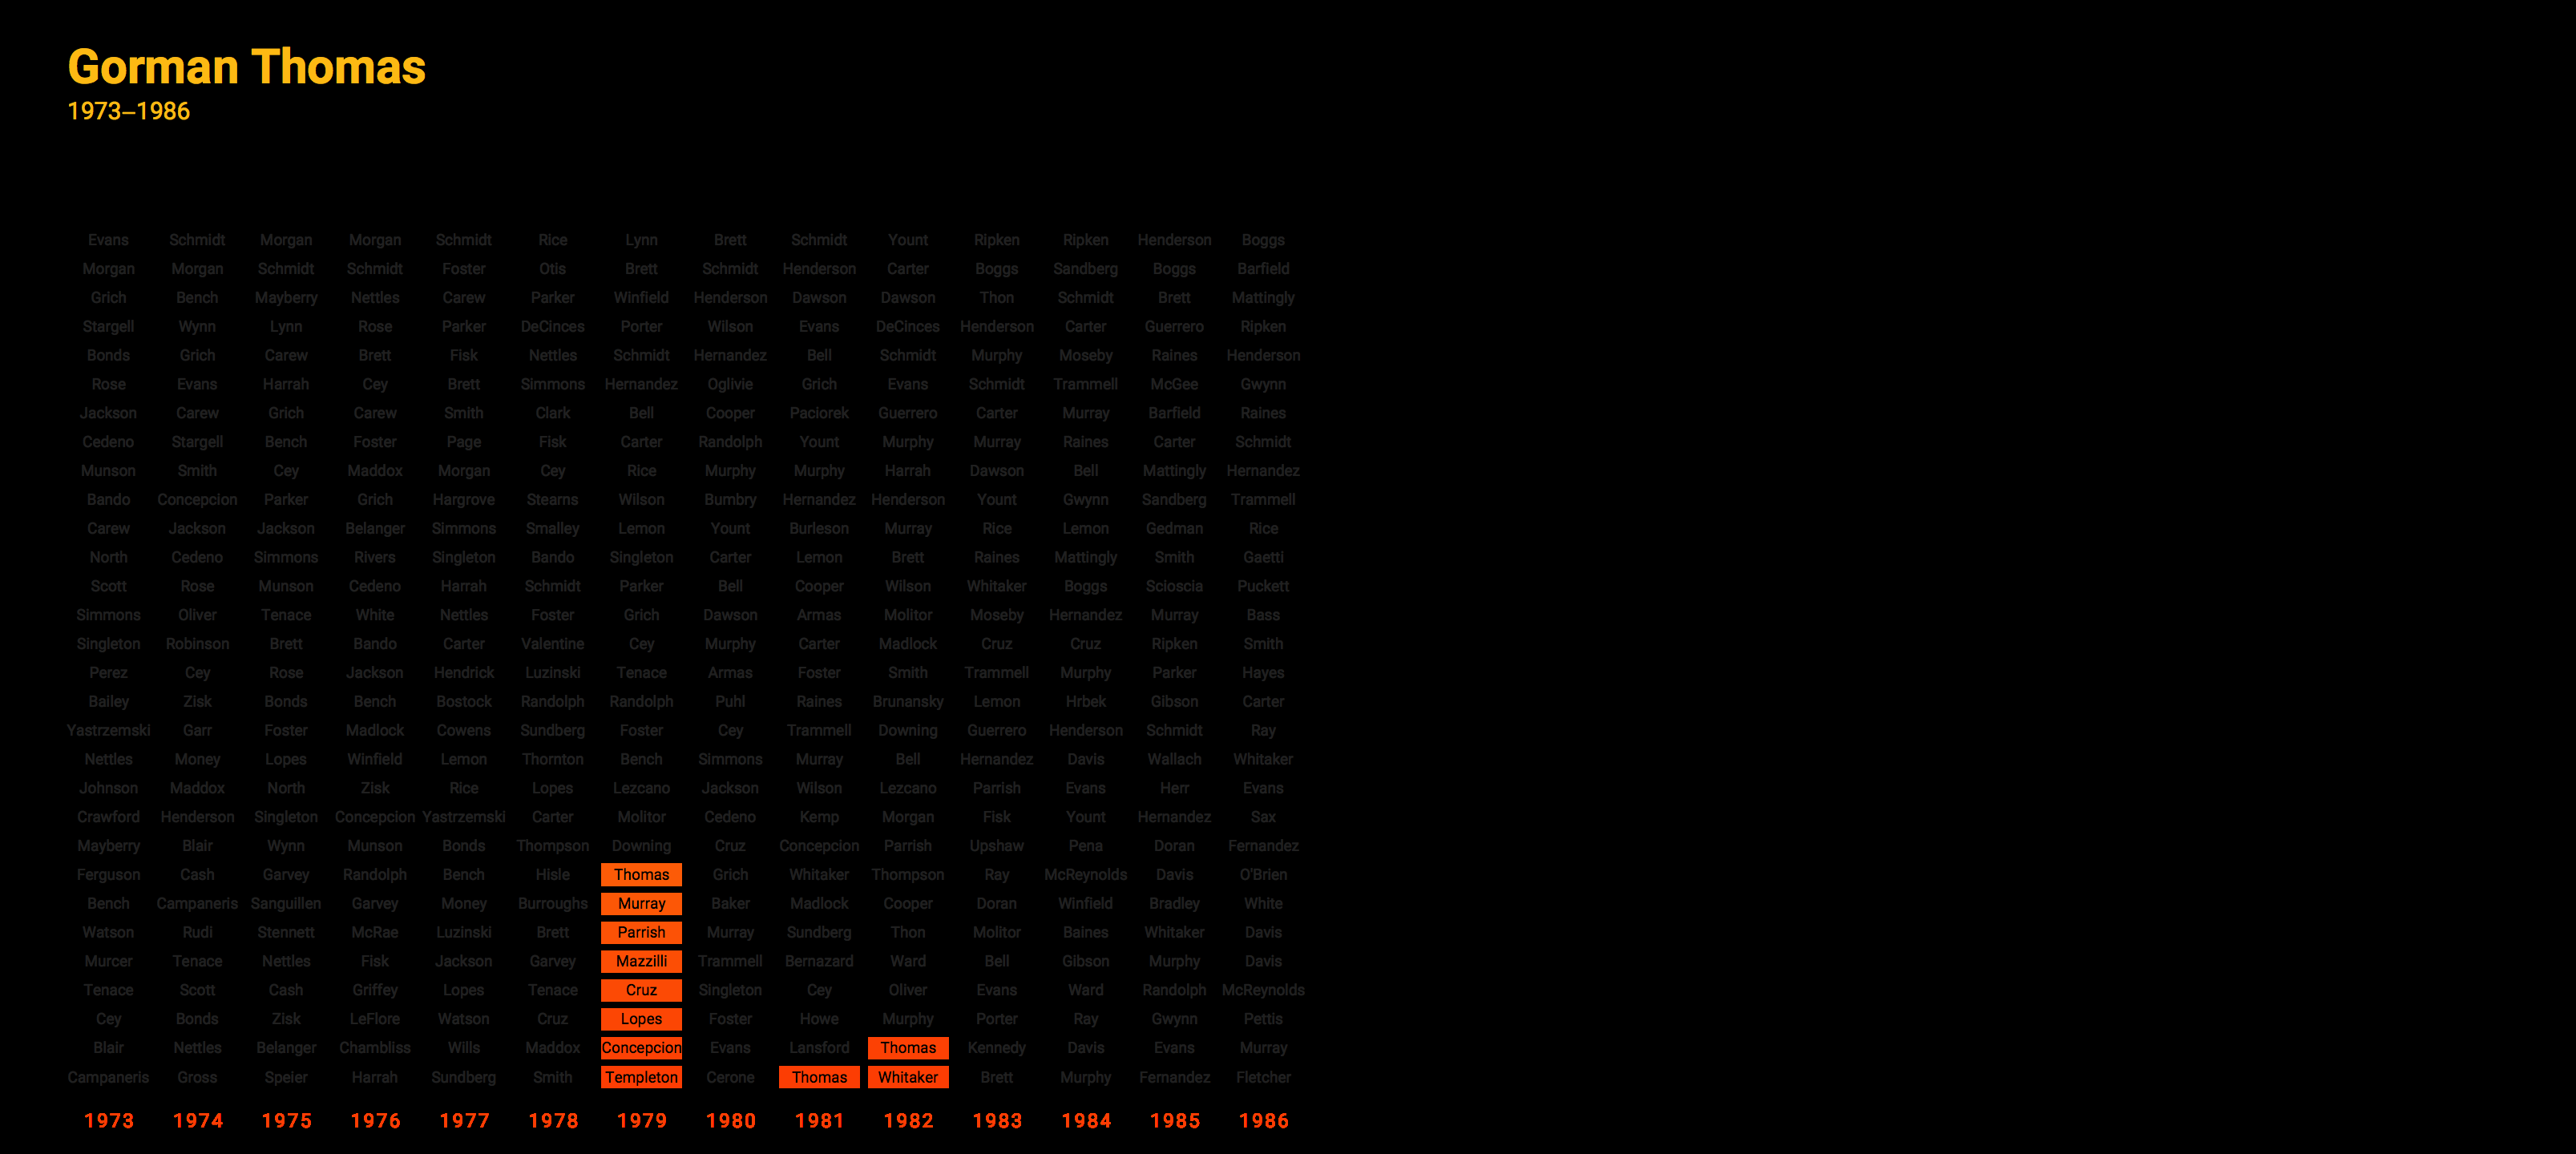 Gorman Thomas
1973–1986
Evans Schmidt Morgan Morgan Schmidt Rice Lynn Brett Schmidt Yount Ripken Ripken Henderson Boggs
Morgan Morgan Schmidt Schmidt Foster Otis Brett Schmidt Henderson Carter Boggs Sandberg Boggs Barfield
Grich Bench Mayberry Nettles Carew Parker Winfield Henderson Dawson Dawson Thon Schmidt Brett Mattingly
Stargell Wynn Lynn Rose Parker DeCinces Porter Wilson Evans DeCinces Henderson Carter Guerrero Ripken
Bonds Grich Carew Brett Fisk Nettles Schmidt Hernandez Bell Schmidt Murphy Moseby Raines Henderson
Rose Evans Harrah Cey Brett Simmons Hernandez Oglivie Grich Evans Schmidt Trammell McGee Gwynn
Jackson Carew Grich Carew Smith Clark Bell Cooper Paciorek Guerrero Carter Murray Barfield Raines
Cedeno Stargell Bench Foster Page Fisk Carter Randolph Yount Murphy Murray Raines Carter Schmidt
Munson Smith Cey Maddox Morgan Cey Rice Murphy Murphy Harrah Dawson Bell Mattingly Hernandez
Bando Concepcion Parker Grich Hargrove Stearns Wilson Bumbry Hernandez Henderson Yount Gwynn Sandberg Trammell
Carew Jackson Jackson Belanger Simmons Smalley Lemon Yount Burleson Murray Rice Lemon Gedman Rice
North Cedeno Simmons Rivers Singleton Bando Singleton Carter Lemon Brett Raines Mattingly Smith Gaetti
Scott Rose Munson Cedeno Harrah Schmidt Parker Bell Cooper Wilson Whitaker Boggs Scioscia Puckett
Simmons Oliver Tenace White Nettles Foster Grich Dawson Armas Molitor Moseby Hernandez Murray Bass
Singleton Robinson Brett Bando Carter Valentine Cey Murphy Carter Madlock Cruz Cruz Ripken Smith
Perez Cey Rose Jackson Hendrick Luzinski Tenace Armas Foster Smith Trammell Murphy Parker Hayes
Bailey Zisk Bonds Bench Bostock Randolph Randolph Puhl Raines Brunansky Lemon Hrbek Gibson Carter
Yastrzemski Garr Foster Madlock Cowens Sundberg Foster Cey Trammell Downing Guerrero Henderson Schmidt Ray
Nettles Money Lopes Winfield Lemon Thornton Bench Simmons Murray Bell Hernandez Davis Wallach Whitaker
Johnson Maddox North Zisk Rice Lopes Lezcano Jackson Wilson Lezcano Parrish Evans Herr Evans
Crawford Henderson Singleton Concepcion Yastrzemski Carter Molitor Cedeno Kemp Morgan Fisk Yount Hernandez Sax
Mayberry Blair Wynn Munson Bonds Thompson Downing Cruz Concepcion Parrish Upshaw Pena Doran Fernandez
Ferguson Cash Garvey Randolph Bench Hisle Thomas Grich Whitaker Thompson Ray McReynolds Davis O'Brien
Bench Campaneris Sanguillen Garvey Money Burroughs Murray Baker Madlock Cooper Doran Winfield Bradley White
Watson Rudi Stennett McRae Luzinski Brett Parrish Murray Sundberg Thon Molitor Baines Whitaker Davis
Murcer Tenace Nettles Fisk Jackson Garvey Mazzilli Trammell Bernazard Ward Bell Gibson Murphy Davis
Tenace Scott Cash Griffey Lopes Tenace Cruz Singleton Cey Oliver Evans Ward Randolph McReynolds
Cey Bonds Zisk LeFlore Watson Cruz Lopes Foster Howe Murphy Porter Ray Gwynn Pettis
Blair Nettles Belanger Chambliss Wills Maddox Concepcion Evans Lansford Thomas Kennedy Davis Evans Murray
Campaneris Gross Speier Harrah Sundberg Smith Templeton Cerone Thomas Whitaker Brett Murphy Fernandez Fletcher
1973 1974 1975 1976 1977 1978 1979 1980 1981 1982 1983 1984 1985 1986